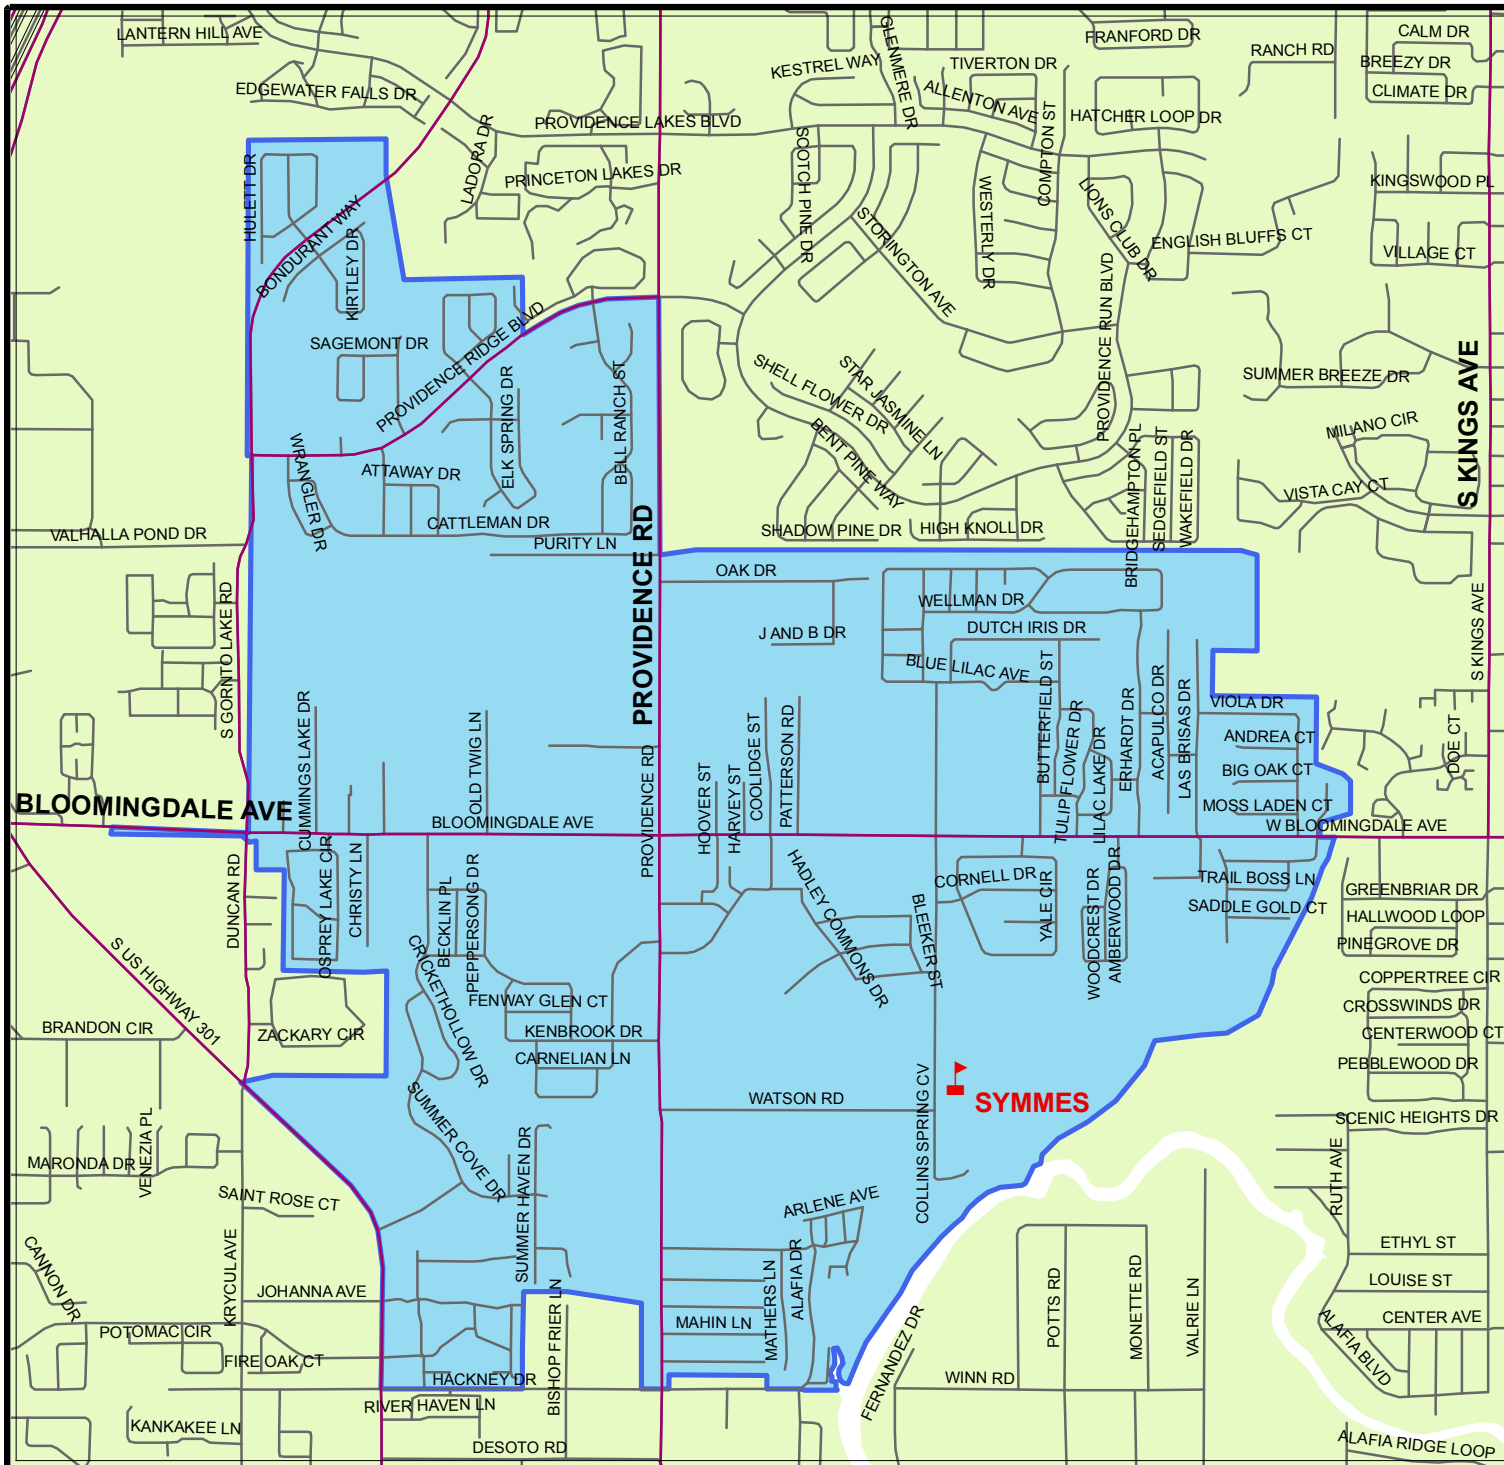 LANTERN HILL AVE
EDGEWATER FALLS DR
LADORA DR
PROVIDENCE LAKES BLVD
PRINCETON LAKES DR
KESTREL WAY
GLENMERE DR
TIVERTON DR
ALLENTON AVE
COMPTON ST
FRANFORD DR
HATCHER LOOP DR
RANCH RD
CALM DR
BREEZY DR
CLIMATE DR
KINGSWOOD PL
VILLAGE CT
ENGLISH BLUFFS CT
LIONS CLUB DR
WESTERLY DR
SCOTCH PINE DR
STORINGTON AVE
PROVIDENCE RUN BLVD
HULETT DR
BONDURANT WAY
KIRTLEY DR
SAGEMONT DR
PROVIDENCE RIDGE BLVD
ELK SPRING DR
BELL RANCH ST
WRANGLER DR
ATTAWAY DR
CATTLEMAN DR
PURITY LN
SHELL FLOWER DR
STAR JASMINE LN
BENT PINE WAY
SHADOW PINE DR
HIGH KNOLL DR
BRIDGEHAMPTON PL
SEDGEFIELD ST
WAKEFIELD DR
SUMMER BREEZE DR
MILANO CIR
VISTA CAY CT
S KINGS AVE
S KINGS AVE
VALHALLA POND DR
S GORNTO LAKE RD
PROVIDENCE RD
OAK DR
J AND B DR
WELLMAN DR
DUTCH IRIS DR
BLUE LILAC AVE
BUTTERFIELD ST
TULIP FLOWER DR
LILAC LAKE DR
ERHARDT DR
ACAPULCO DR
LAS BRISAS DR
VIOLA DR
ANDREA CT
BIG OAK CT
MOSS LADEN CT
DOE CT
W BLOOMINGDALE AVE
BLOOMINGDALE AVE
CUMMINGS LAKE DR
OLD TWIG LN
BLOOMINGDALE AVE
PROVIDENCE RD
HOOVER ST
HARVEY ST
COOLIDGE ST
PATTERSON RD
DUNCAN RD
OSPREY LAKE CIR
CHRISTY LN
BECKLIN PL
PEPPERSONG DR
CRICKETHOLLOW DR
FENWAY GLEN CT
KENBROOK DR
CARNELIAN LN
HADLEY COMMONS DR
BLEEKER ST
CORNELL DR
YALE CIR
WOODCREST DR
AMBERWOOD DR
TRAIL BOSS LN
SADDLE GOLD CT
GREENBRIAR DR
HALLWOOD LOOP
PINEGROVE DR
COPPERTREE CIR
CROSSWINDS DR
CENTERWOOD CT
PEBBLEWOOD DR
SCENIC HEIGHTS DR
S US HIGHWAY 301
BRANDON CIR
ZACKARY CIR
SUMMER COVE DR
SUMMER HAVEN DR
WATSON RD
COLLINS SPRING CV
SYMMES
MARONDA DR
VENEZIA PL
SAINT ROSE CT
CANNON DR
KRYCUL AVE
JOHANNA AVE
POTOMAC CIR
FIRE OAK CT
KANKAKEE LN
HACKNEY DR
RIVER HAVEN LN
DESOTO RD
BISHOP FRIER LN
ARLENE AVE
ALAFIA DR
MATHERS LN
MAHIN LN
FERNANDEZ DR
WINN RD
POTTS RD
MONETTE RD
VALRIE LN
RUTH AVE
ETHYL ST
LOUISE ST
CENTER AVE
ALAFIA BLVD
ALAFIA RIDGE LOOP